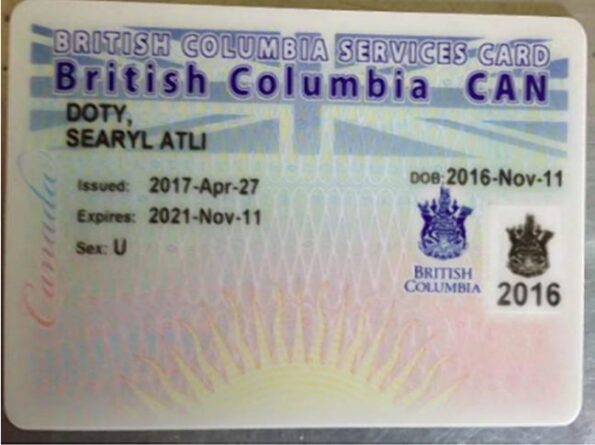 BRITISH COLUMBIA SERVICES CARD
British Columbia CAN
DOTY,
SEARYL ATLI
Issued: 2017-Apr-27
DOB: 2016-Nov-11
Expires: 2021-Nov-11
Sex: U
Canada
BRITISH
COLUMBIA
2016